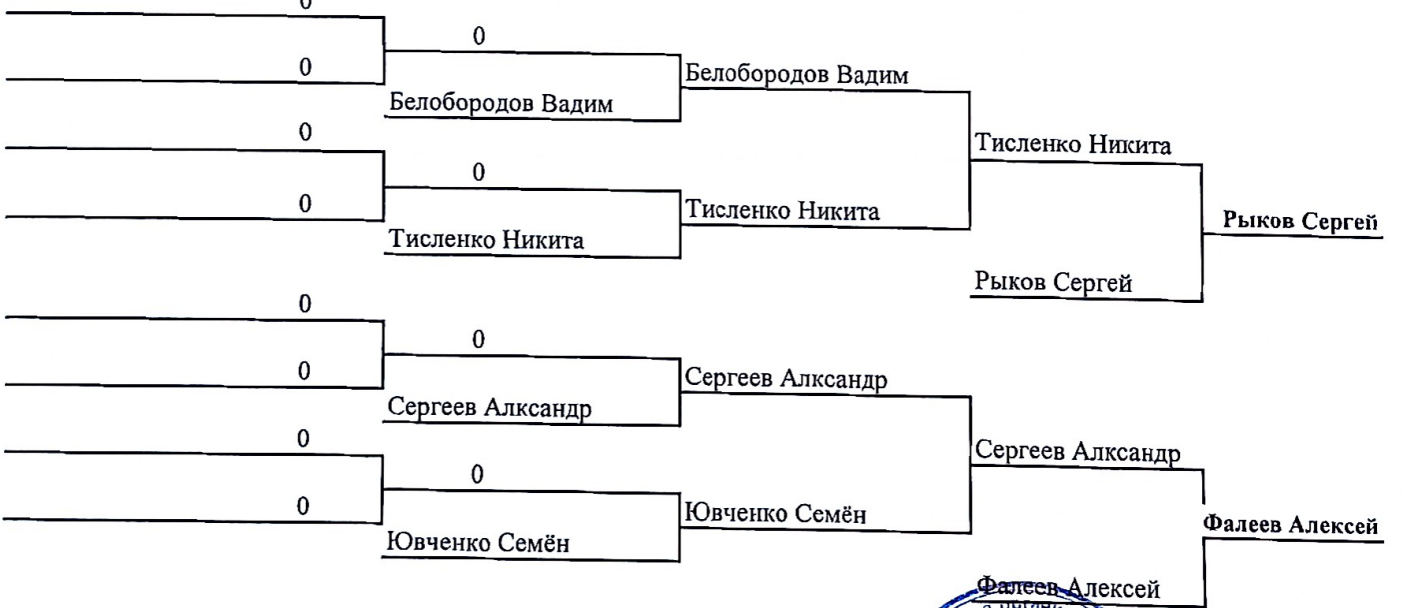 0
0
0
Белобородов Вадим
Белобородов Вадим
0
0
Тисленко Никита
0
Тисленко Никита
Тисленко Никита
Рыков Сергей
Рыков Сергей
0
0
0
Сергеев Алксандр
Сергеев Алксандр
0
0
Сергеев Алксандр
0
Ювченко Семён
Ювченко Семён
Фалеев Алексей
Фалеев Алексей